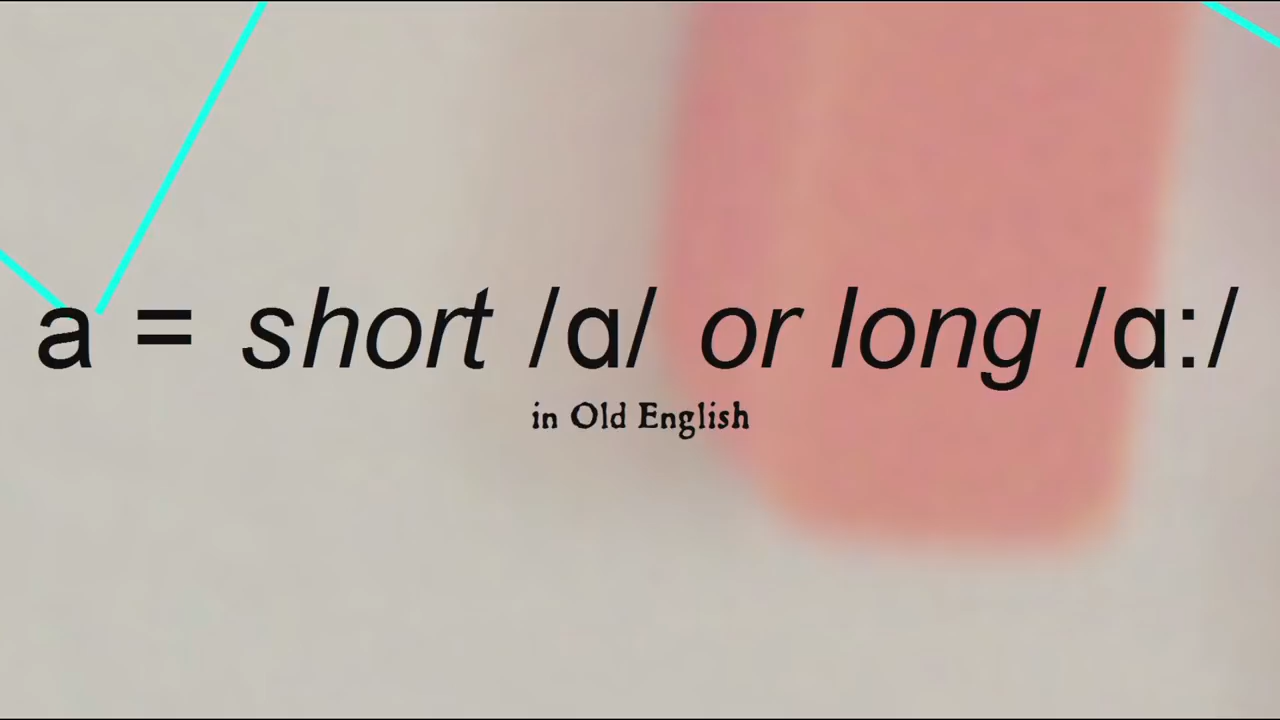 a = short /ɑ/ or long /ɑ:/
in Old English